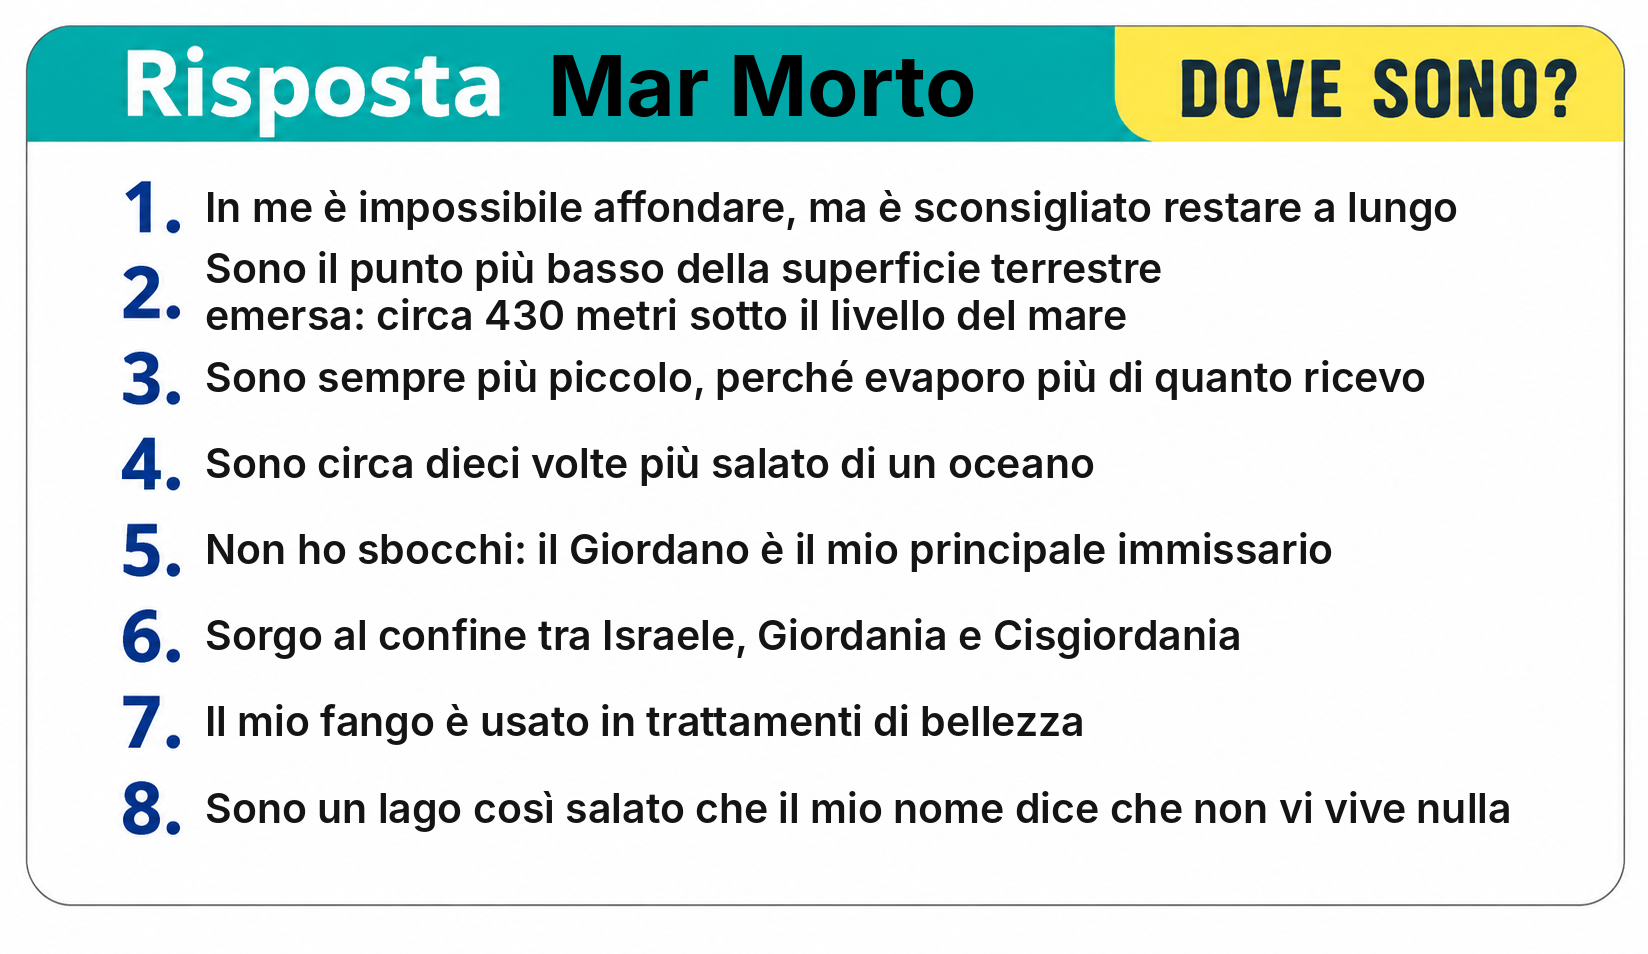 Risposta Mar Morto
DOVE SONO?
1. In me è impossibile affondare, ma è sconsigliato restare a lungo
2. Sono il punto più basso della superficie terrestre
emersa: circa 430 metri sotto il livello del mare
3. Sono sempre più piccolo, perché evaporo più di quanto ricevo
4. Sono circa dieci volte più salato di un oceano
5. Non ho sbocchi: il Giordano è il mio principale immissario
6. Sorgo al confine tra Israele, Giordania e Cisgiordania
7. Il mio fango è usato in trattamenti di bellezza
8. Sono un lago così salato che il mio nome dice che non vi vive nulla